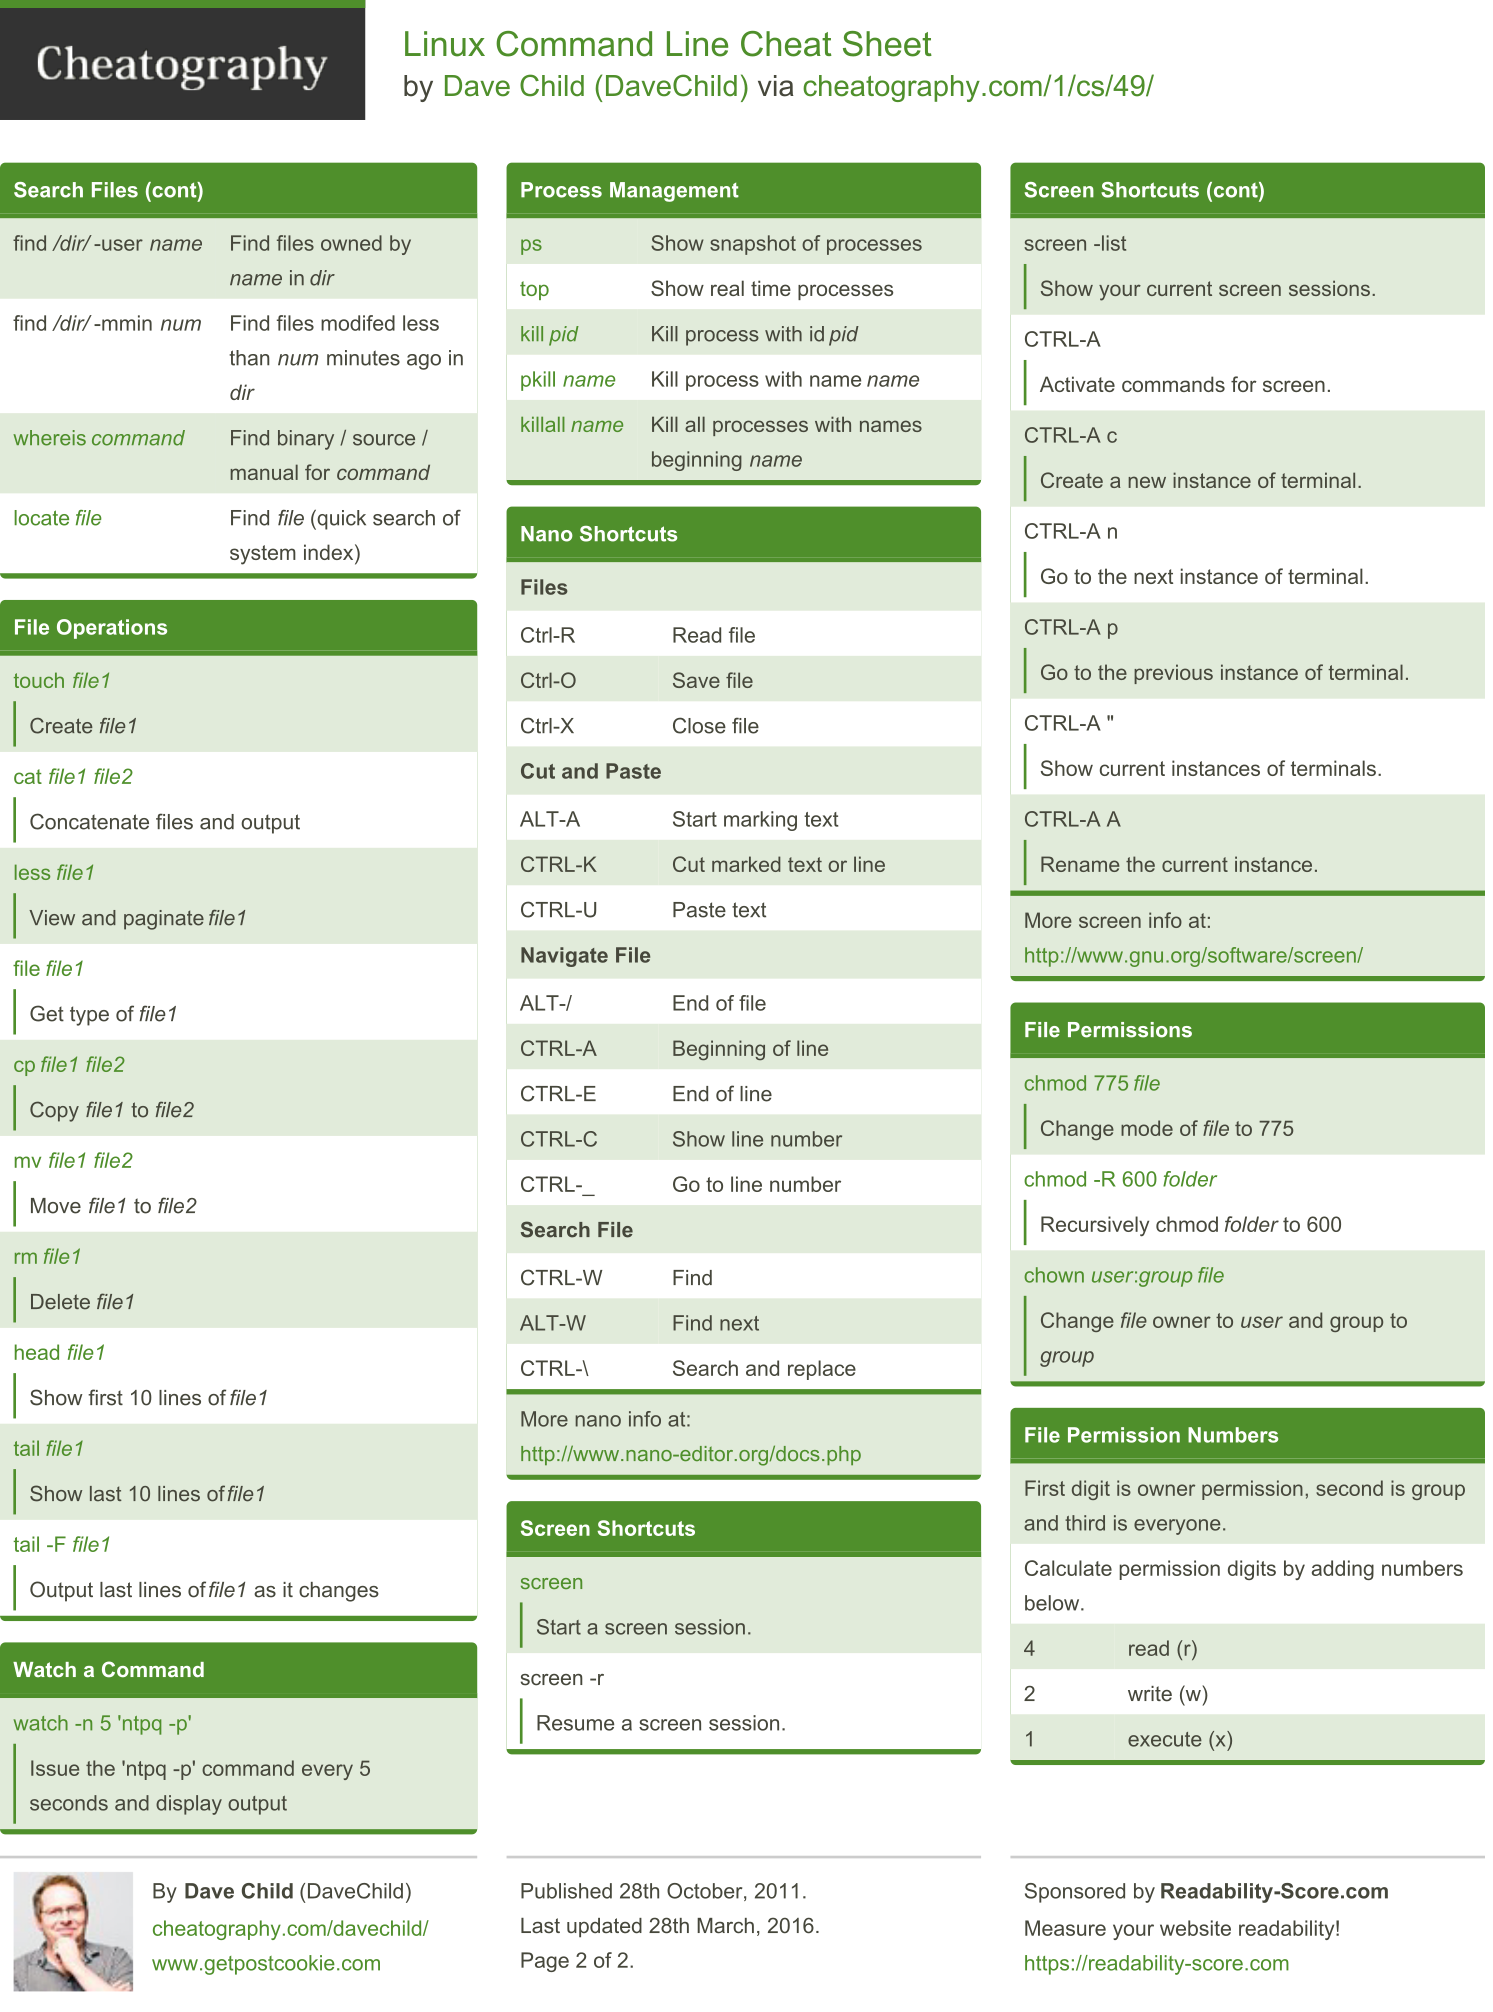 Cheatography
Linux Command Line Cheat Sheet
by Dave Child (DaveChild) via cheatography.com/1/cs/49/
Search Files (cont)
find /dir/ -user name Find files owned by
name in dir
find /dir/ -mmin num Find files modifed less
than num minutes ago in
dir
whereis command Find binary / source /
manual for command
locate file Find file (quick search of
system index)
File Operations
touch file1
Create file1
cat file1 file2
Concatenate files and output
less file1
View and paginate file1
file file1
Get type of file1
cp file1 file2
Copy file1 to file2
mv file1 file2
Move file1 to file2
rm file1
Delete file1
head file1
Show first 10 lines of file1
tail file1
Show last 10 lines of file1
tail -F file1
Output last lines of file1 as it changes
Watch a Command
watch -n 5 'ntpq -p'
Issue the 'ntpq -p' command every 5
seconds and display output
Process Management
ps Show snapshot of processes
top Show real time processes
kill pid Kill process with id pid
pkill name Kill process with name name
killall name Kill all processes with names
beginning name
Nano Shortcuts
Files
Ctrl-R Read file
Ctrl-O Save file
Ctrl-X Close file
Cut and Paste
ALT-A Start marking text
CTRL-K Cut marked text or line
CTRL-U Paste text
Navigate File
ALT-/ End of file
CTRL-A Beginning of line
CTRL-E End of line
CTRL-C Show line number
CTRL-_ Go to line number
Search File
CTRL-W Find
ALT-W Find next
CTRL-\ Search and replace
More nano info at:
http://www.nano-editor.org/docs.php
Screen Shortcuts
screen
Start a screen session.
screen -r
Resume a screen session.
Screen Shortcuts (cont)
screen -list
Show your current screen sessions.
CTRL-A
Activate commands for screen.
CTRL-A c
Create a new instance of terminal.
CTRL-A n
Go to the next instance of terminal.
CTRL-A p
Go to the previous instance of terminal.
CTRL-A "
Show current instances of terminals.
CTRL-A A
Rename the current instance.
More screen info at:
http://www.gnu.org/software/screen/
File Permissions
chmod 775 file
Change mode of file to 775
chmod -R 600 folder
Recursively chmod folder to 600
chown user:group file
Change file owner to user and group to
group
File Permission Numbers
First digit is owner permission, second is group
and third is everyone.
Calculate permission digits by adding numbers
below.
4 read (r)
2 write (w)
1 execute (x)
By Dave Child (DaveChild)
cheatography.com/davechild/
www.getpostcookie.com
Published 28th October, 2011.
Last updated 28th March, 2016.
Page 2 of 2.
Sponsored by Readability-Score.com
Measure your website readability!
https://readability-score.com